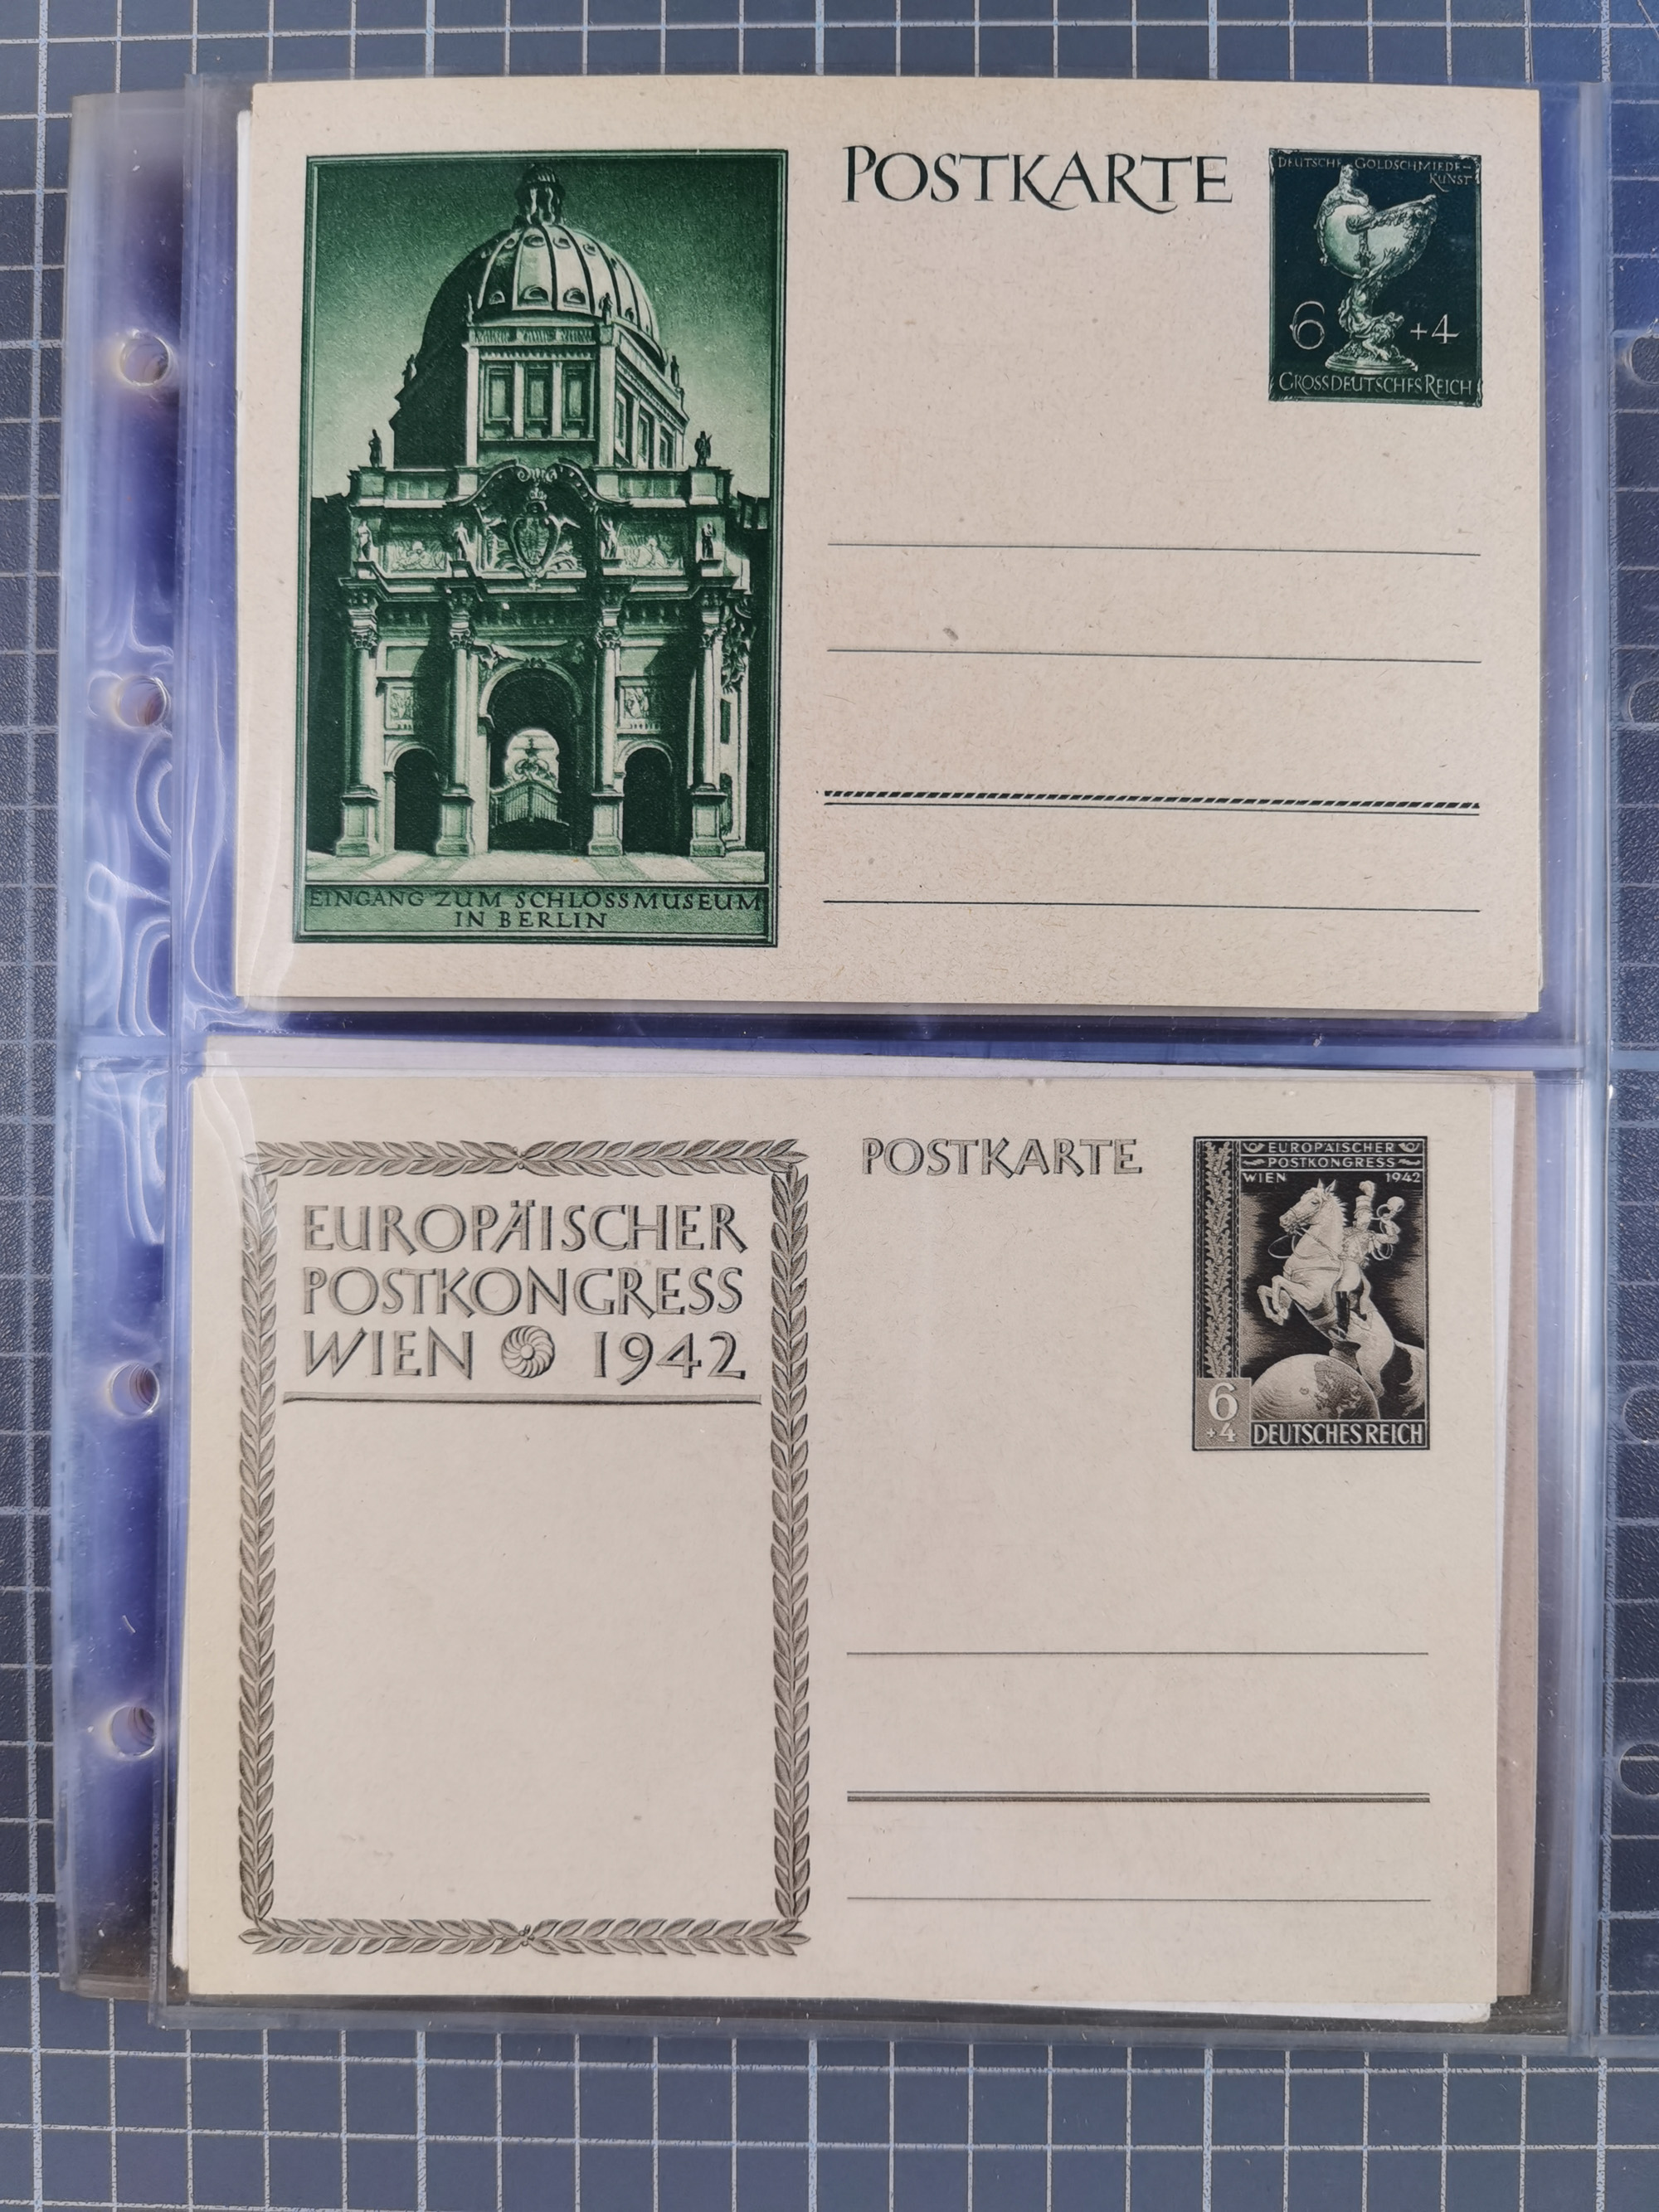 POSTKARTE
DEUTSCHE GOLDSCHMIEDE-
KUNST
6 +4
GROSSDEUTSCHES REICH
EINGANG ZUM SCHLOSSMUSEUM
IN BERLIN
EUROPÄISCHER
POSTKONGRESS
WIEN 1942
POSTKARTE
EUROPÄISCHER
POSTKONGRESS
WIEN 1942
6
+4
DEUTSCHES REICH